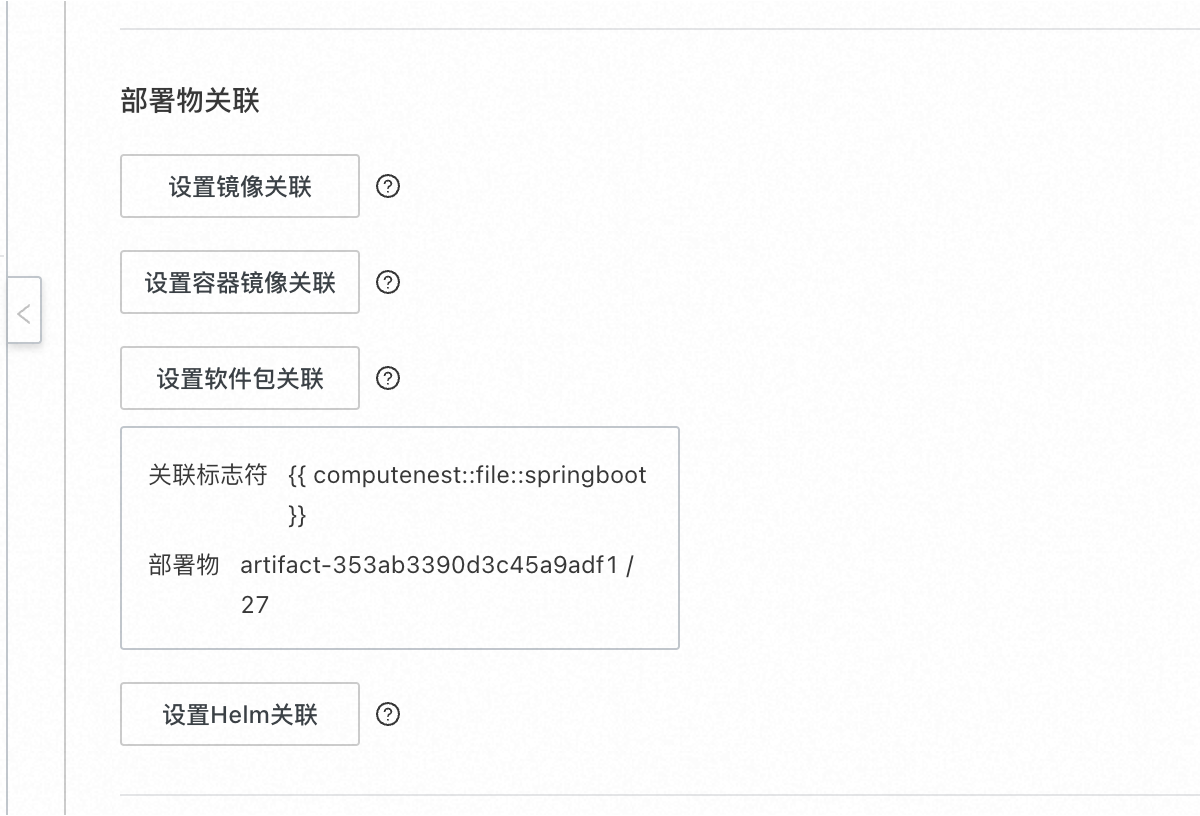 部署物关联
设置镜像关联
设置容器镜像关联
设置软件包关联
关联标志符 {{ computenest::file::springboot
}}
部署物 artifact-353ab3390d3c45a9adf1 /
27
设置Helm关联